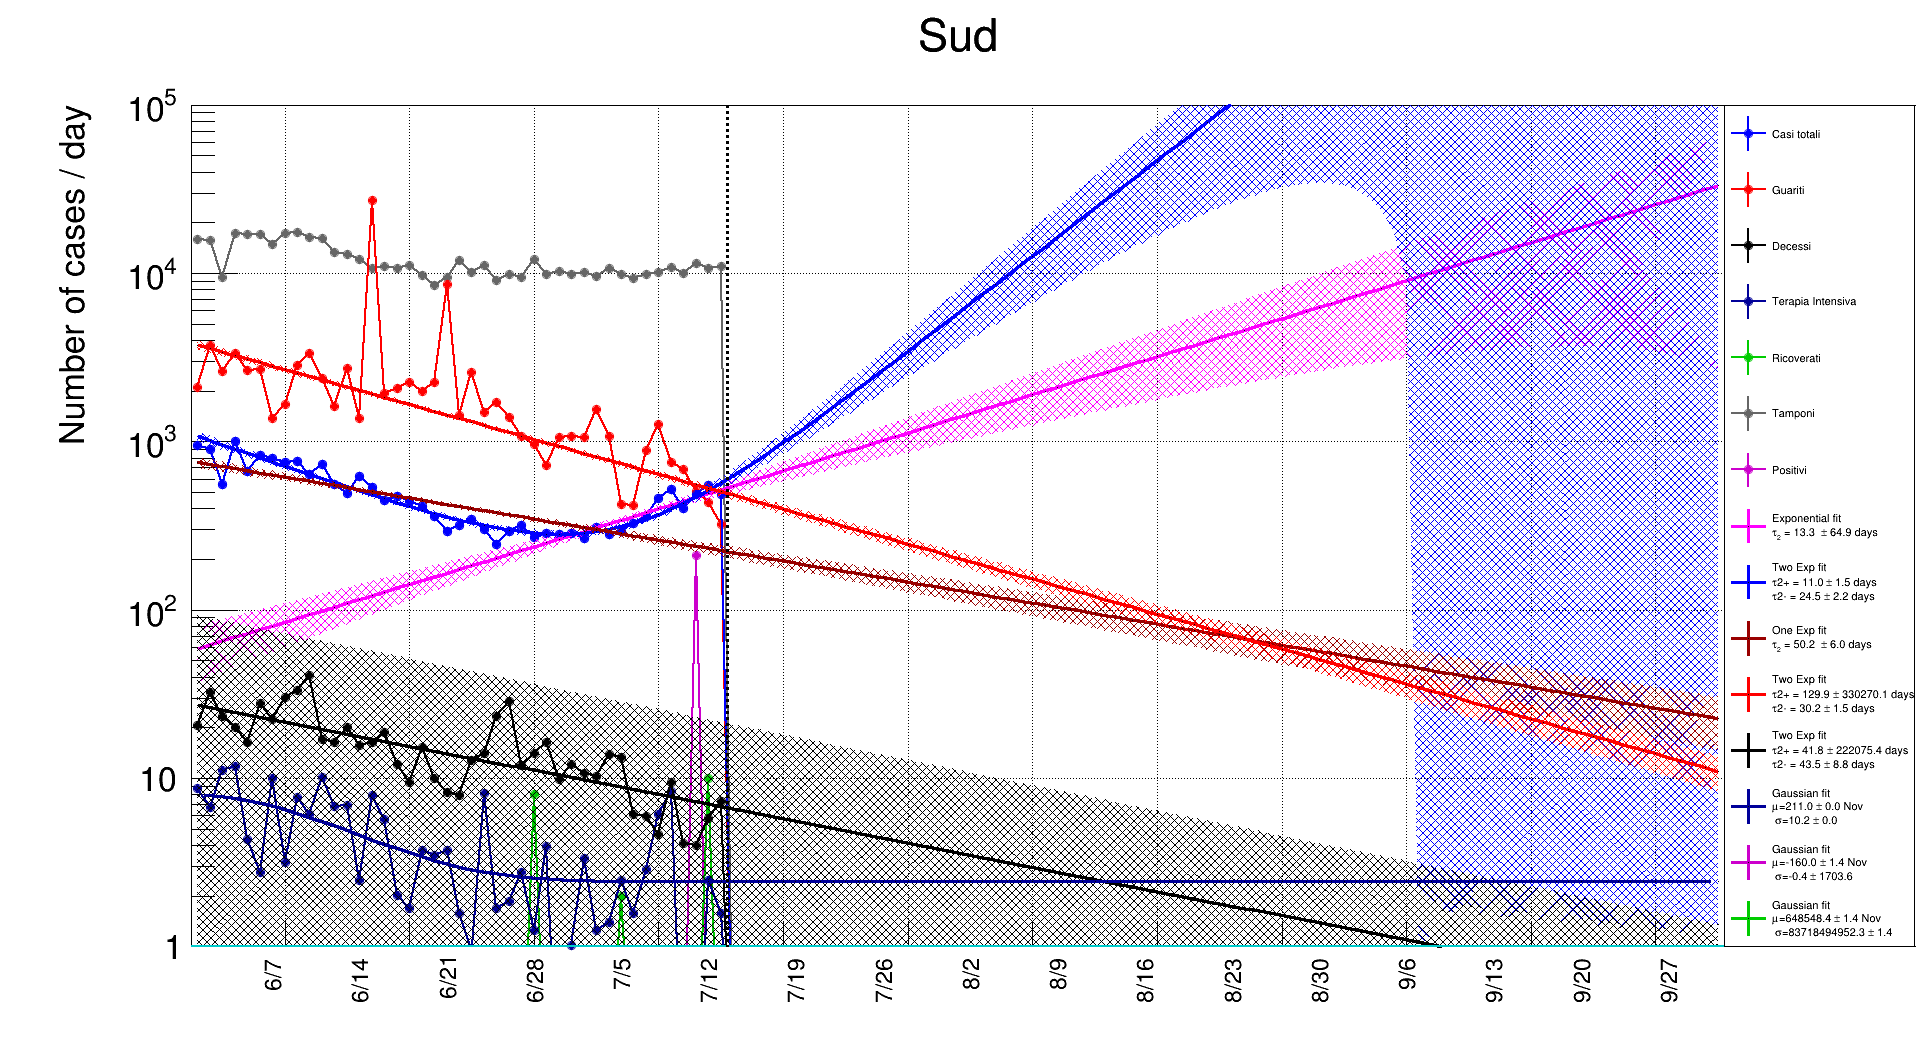 Sud
Number of cases / day
10^5
10^4
10^3
10^2
10
1
6/7
6/14
6/21
6/28
7/5
7/12
7/19
7/26
8/2
8/9
8/16
8/23
8/30
9/6
9/13
9/20
9/27
Casi totali
Guariti
Decessi
Terapia Intensiva
Ricoverati
Tamponi
Positivi
Exponential fit
τ₂ = 13.3 ± 64.9 days
Two Exp fit
τ2+ = 11.0 ± 1.5 days
τ2- = 24.5 ± 2.2 days
One Exp fit
τ₂ = 50.2 ± 6.0 days
Two Exp fit
τ2+ = 129.9 ± 330270.1 days
τ2- = 30.2 ± 1.5 days
Two Exp fit
τ2+ = 41.8 ± 222075.4 days
τ2- = 43.5 ± 8.8 days
Gaussian fit
μ=211.0 ± 0.0 Nov
σ=10.2 ± 0.0
Gaussian fit
μ=-160.0 ± 1.4 Nov
σ=-0.4 ± 1703.6
Gaussian fit
μ=648548.4 ± 1.4 Nov
σ=83718494952.3 ± 1.4